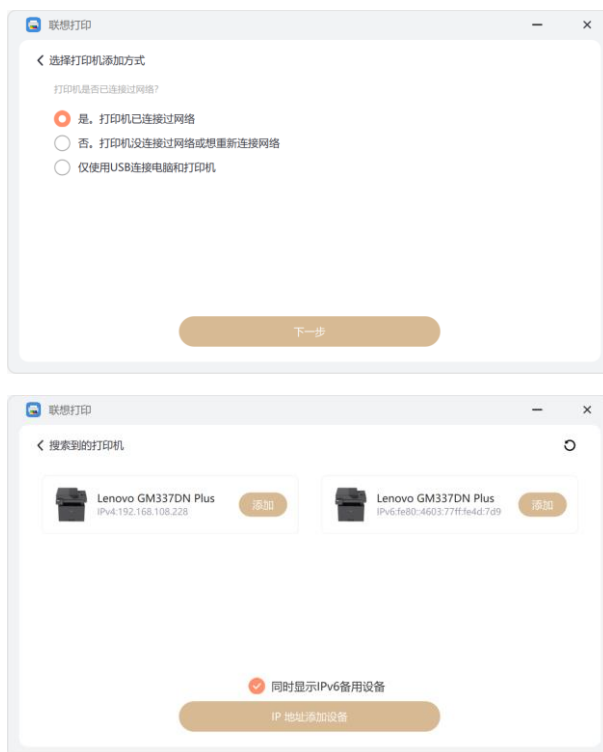 联想打印
选择打印机添加方式
打印机是否已连接过网络?
是。打印机已连接过网络
否。打印机没连接过网络或想重新连接网络
仅使用USB连接电脑和打印机
下一步
联想打印
搜索到的打印机
Lenovo GM337DN Plus
IPv4:192.168.108.228
添加
Lenovo GM337DN Plus
IPv6:fe80::4603:77ff:fe4d:7d9
添加
同时显示IPv6备用设备
IP 地址添加设备